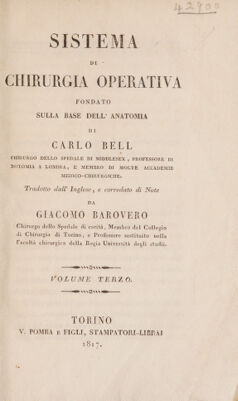 42900
SISTEMA
DI
CHIRURGIA OPERATIVA
FONDATO
SULLA BASE DELL' ANATOMIA
DI
CARLO BELL
CHIRURGO DELLO SPEDALE DI MIDDLESEX, PROFESSORE DI
NOTOMIA A LONDRA, E MEMBRO DI MOLTE ACCADEMIE
MEDICO-CHIRURGICHE.
Tradotto dall' Inglese, e corredato di Note
DA
GIACOMO BAROVERO
Chirurgo dello Spedale di carità, Membro del Collegio
di Chirurgia di Torino, e Professore sostituito nella
Facoltà chirurgica della Regia Università degli studii.
VOLUME TERZO.
TORINO
V. POMBA E FIGLI, STAMPATORI-LIBRAI
1817.